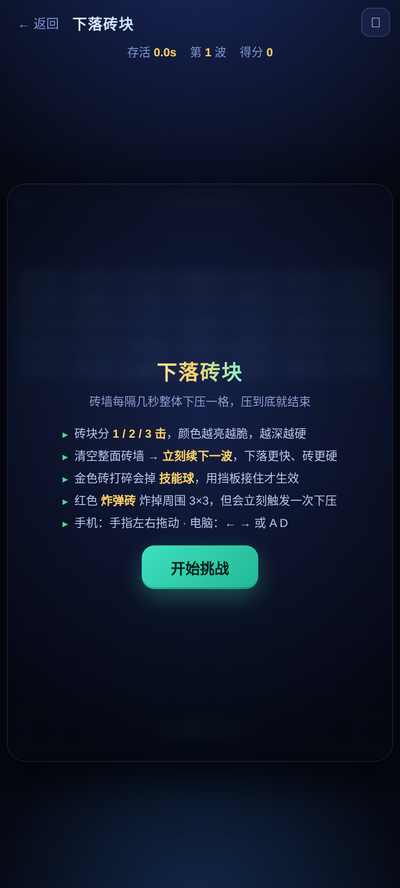 ← 返回 下落砖块
存活 0.0s 第 1 波 得分 0
下落砖块
砖墙每隔几秒整体下压一格，压到底就结束
▸ 砖块分 1 / 2 / 3 击，颜色越亮越脆，越深越硬
▸ 清空整面砖墙 → 立刻续下一波，下落更快、砖更硬
▸ 金色砖打碎会掉 技能球，用挡板接住才生效
▸ 红色 炸弹砖 炸掉周围 3×3，但会立刻触发一次下压
▸ 手机：手指左右拖动 · 电脑：← → 或 A D
开始挑战